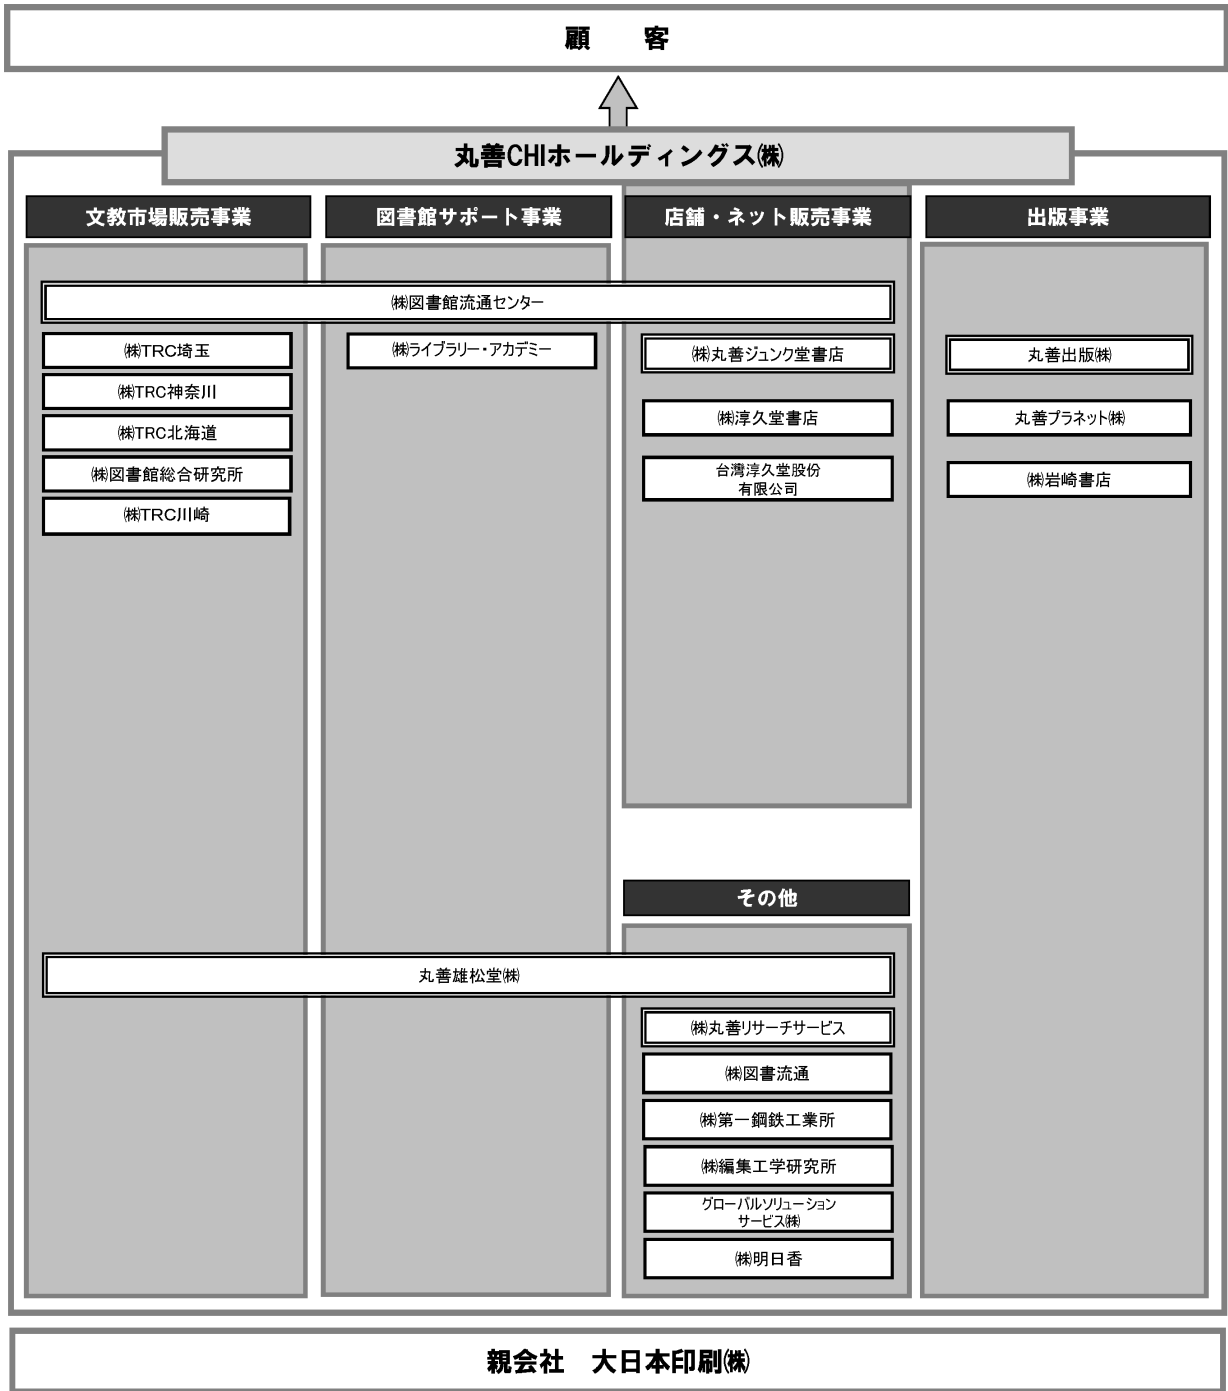 顧　客
丸善CHIホールディングス㈱
文教市場販売事業
図書館サポート事業
店舗・ネット販売事業
出版事業
㈱図書館流通センター
㈱TRC埼玉
㈱TRC神奈川
㈱TRC北海道
㈱図書館総合研究所
㈱TRC川崎
㈱ライブラリー・アカデミー
㈱丸善ジュンク堂書店
㈱淳久堂書店
台湾淳久堂股份
有限公司
丸善出版㈱
丸善プラネット㈱
㈱岩崎書店
その他
丸善雄松堂㈱
㈱丸善リサーチサービス
㈱図書流通
㈱第一鋼鉄工業所
㈱編集工学研究所
グローバルソリューション
サービス㈱
㈱明日香
親会社　大日本印刷㈱